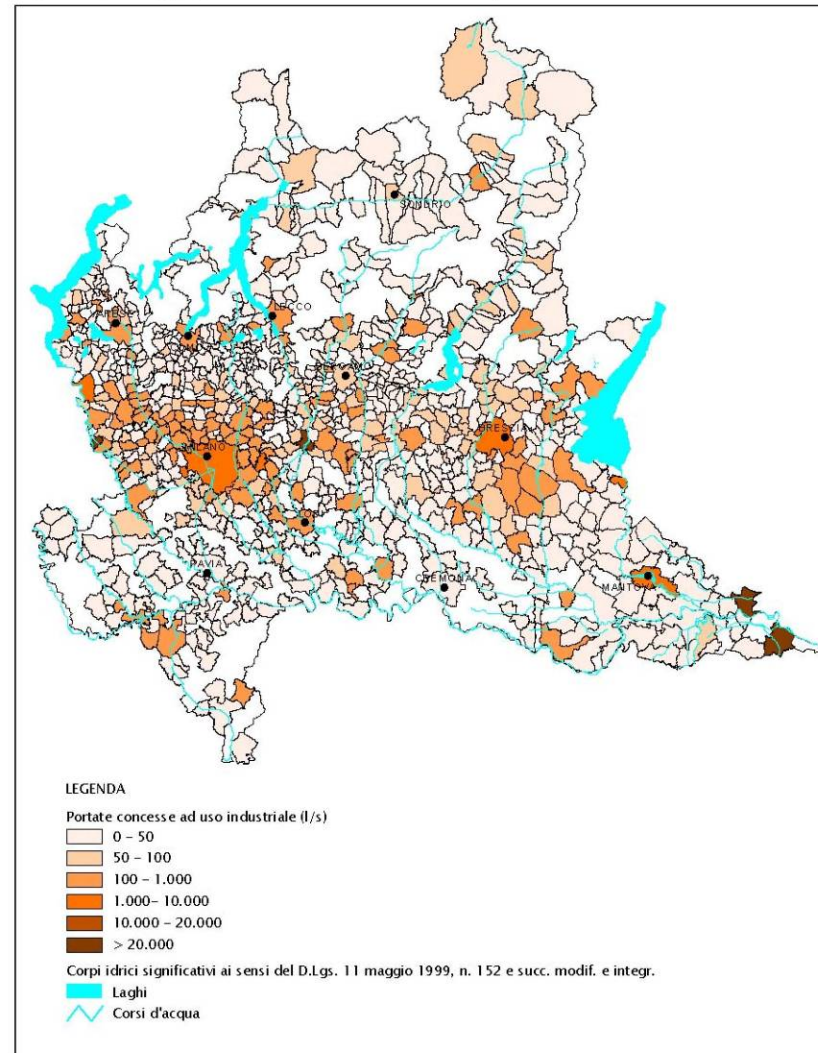 SONDRIO
LECCO
BRESCIA
PAVIA
CREMONA
MANTOVA
LEGENDA
Portate concesse ad uso industriale (l/s)
0 – 50
50 – 100
100 – 1.000
1.000– 10.000
10.000 – 20.000
> 20.000
Corpi idrici significativi ai sensi del D.Lgs. 11 maggio 1999, n. 152 e succ. modif. e integr.
Laghi
Corsi d'acqua